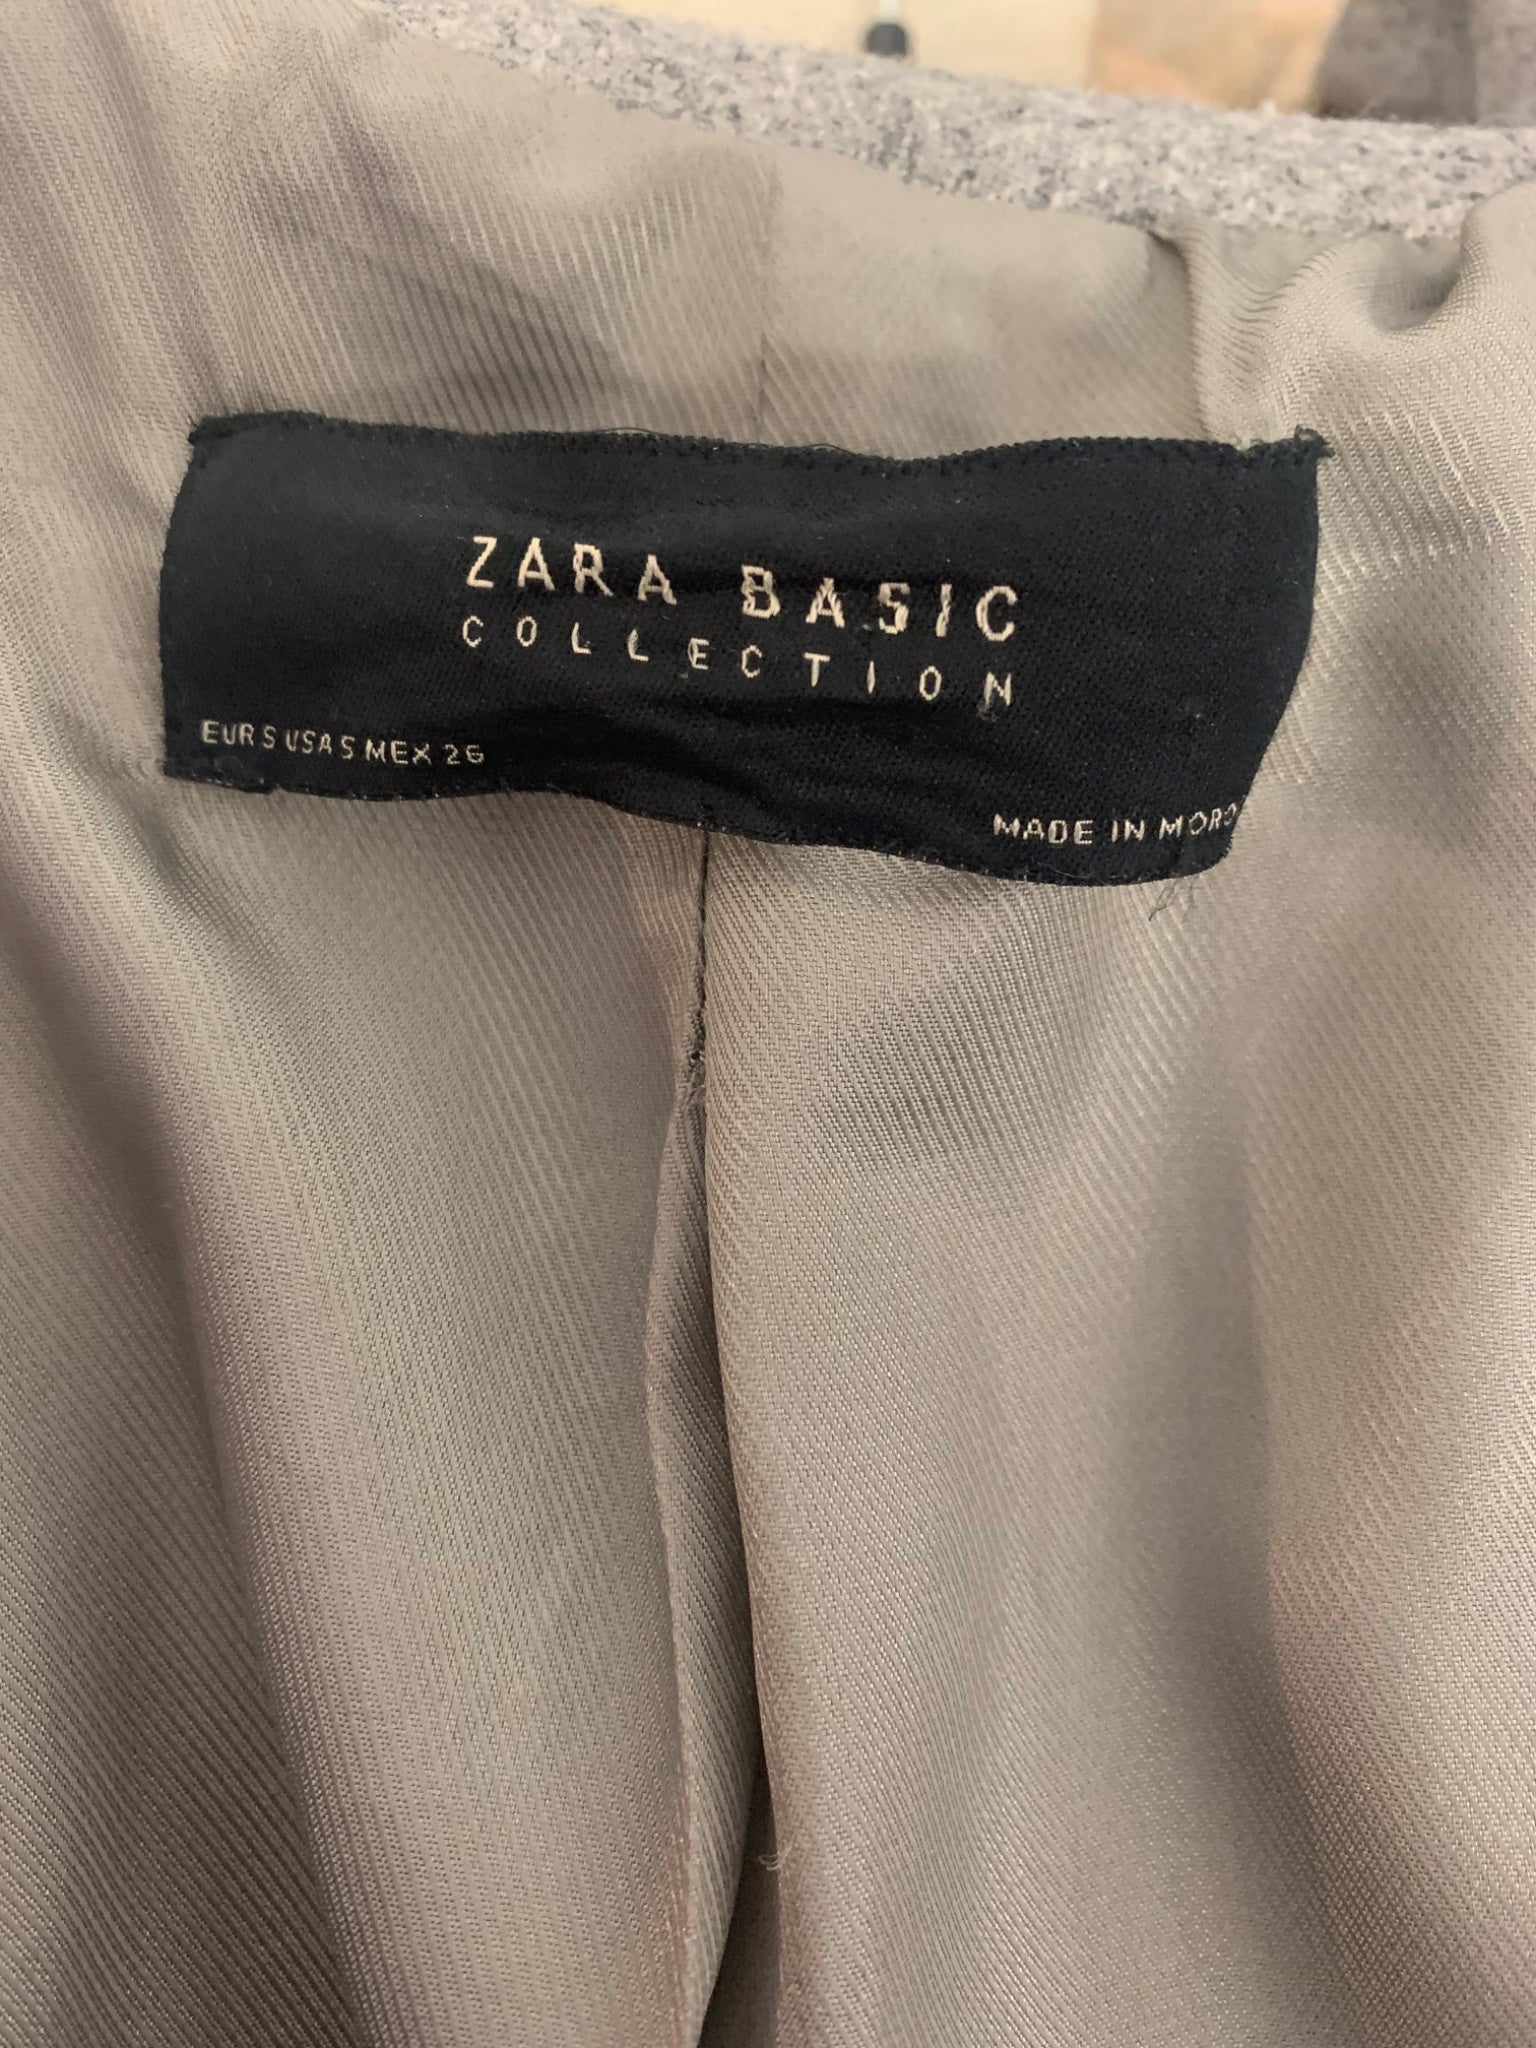 ZARA BASIC
COLLECTION
EUR S USA S MEX 26
MADE IN MORO